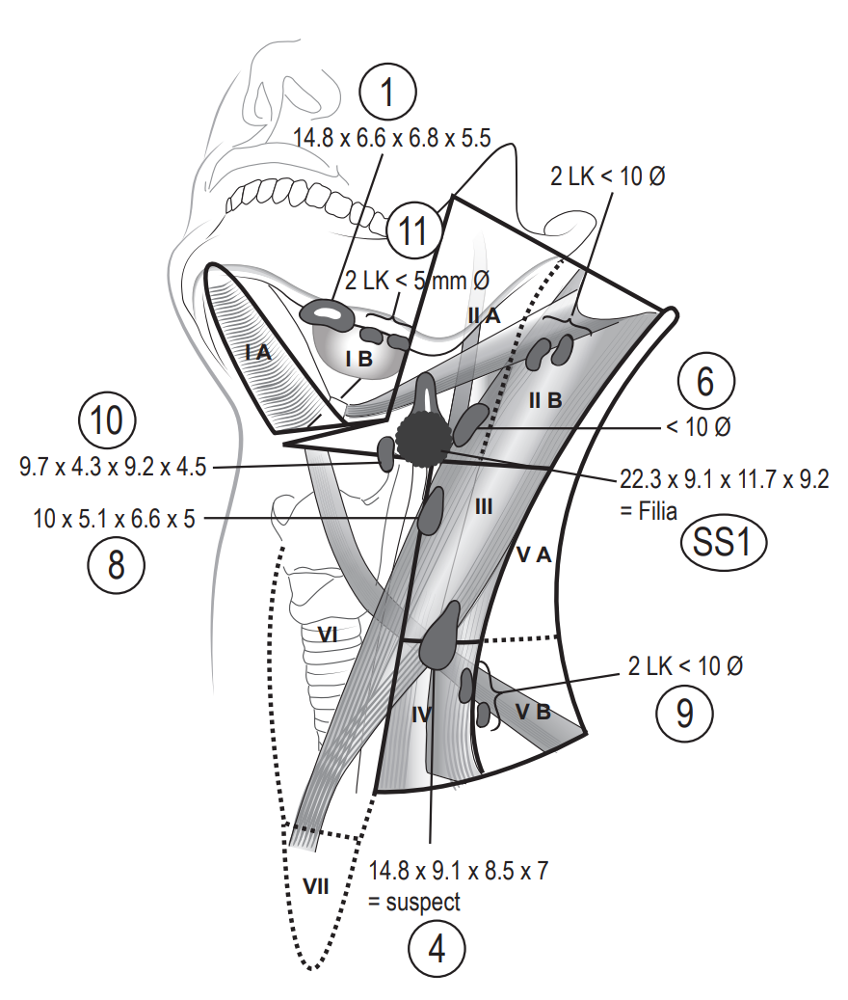 1
14.8 x 6.6 x 6.8 x 5.5
2 LK < 10 Ø
11
2 LK < 5 mm Ø
II A
I A
I B
II B
6
10
< 10 Ø
9.7 x 4.3 x 9.2 x 4.5
22.3 x 9.1 x 11.7 x 9.2
= Filia
SS1
10 x 5.1 x 6.6 x 5
8
III
V A
VI
2 LK < 10 Ø
9
IV
V B
14.8 x 9.1 x 8.5 x 7
= suspect
4
VII